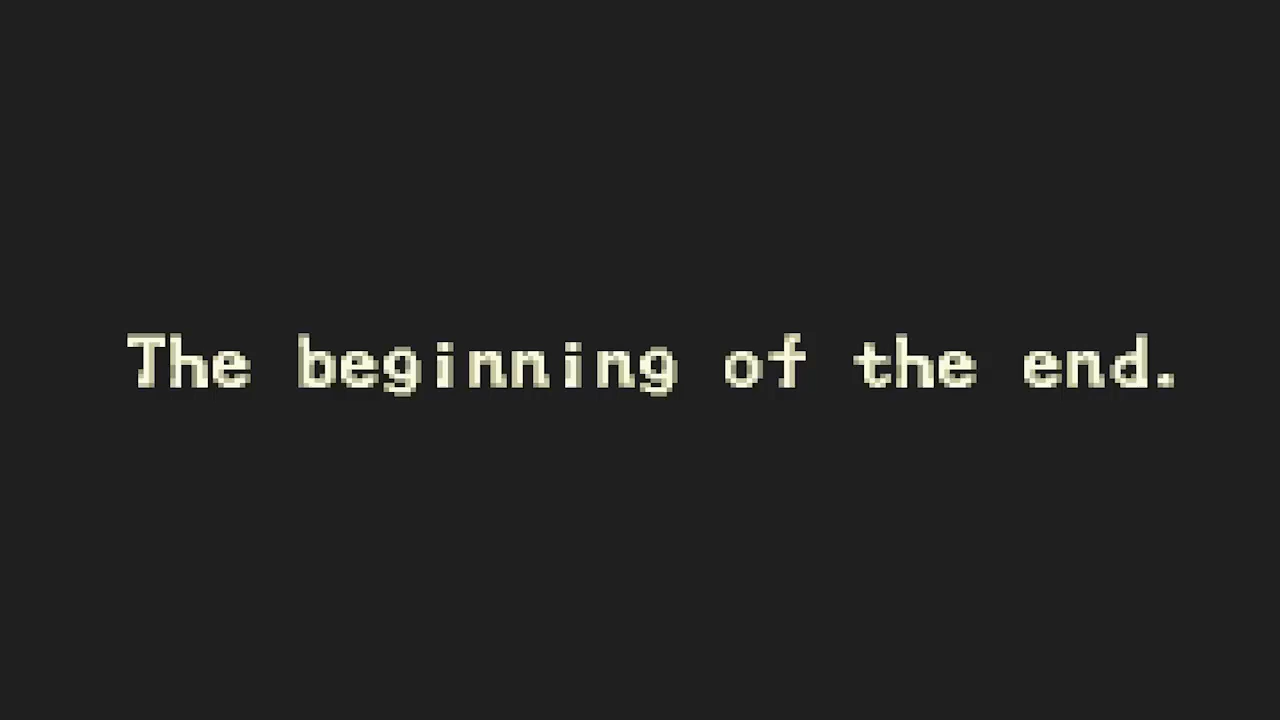 The beginning of the end.